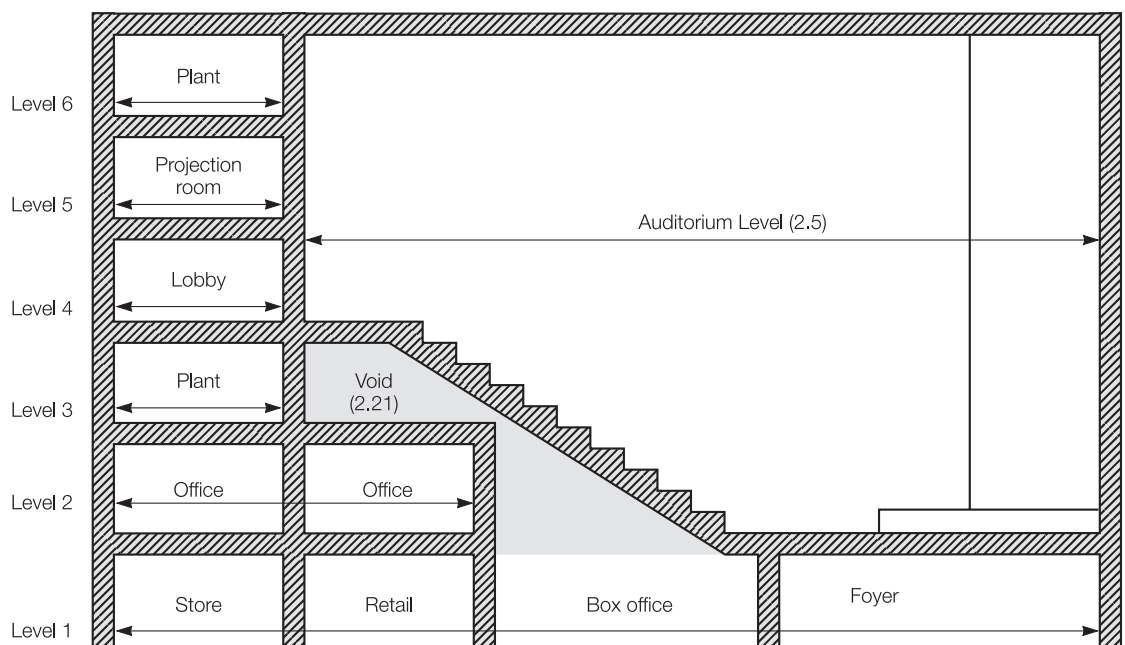 Plant
Level 6
Projection
room
Level 5
Auditorium Level (2.5)
Lobby
Level 4
Plant
Void
(2.21)
Level 3
Office Office
Level 2
Store Retail Box office Foyer
Level 1